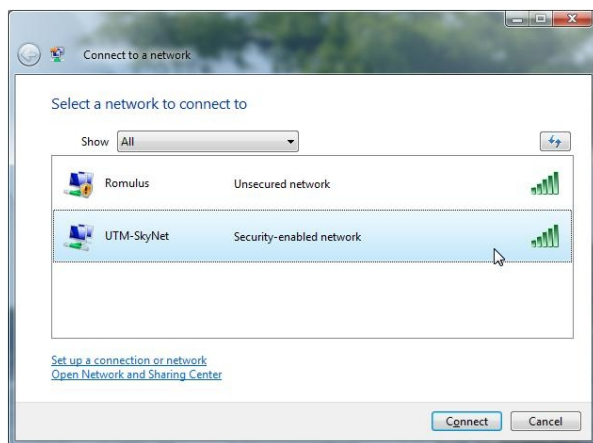 Connect to a network
Select a network to connect to
Show All
Romulus Unsecured network
UTM-SkyNet Security-enabled network
Set up a connection or network
Open Network and Sharing Center
Connect Cancel